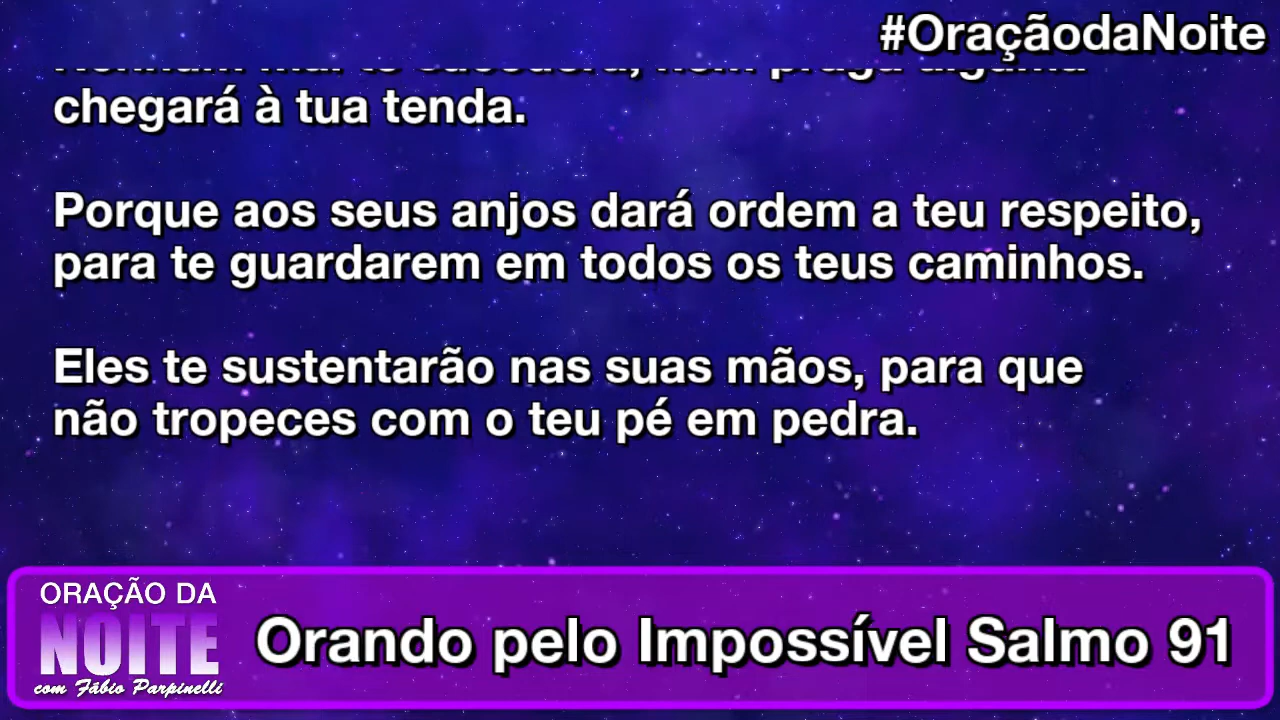 #OraçãodaNoite
chegará à tua tenda.
Porque aos seus anjos dará ordem a teu respeito,
para te guardarem em todos os teus caminhos.
Eles te sustentarão nas suas mãos, para que
não tropeces com o teu pé em pedra.
ORAÇÃO DA
NOITE
com Fábio Parpinelli
Orando pelo Impossível Salmo 91